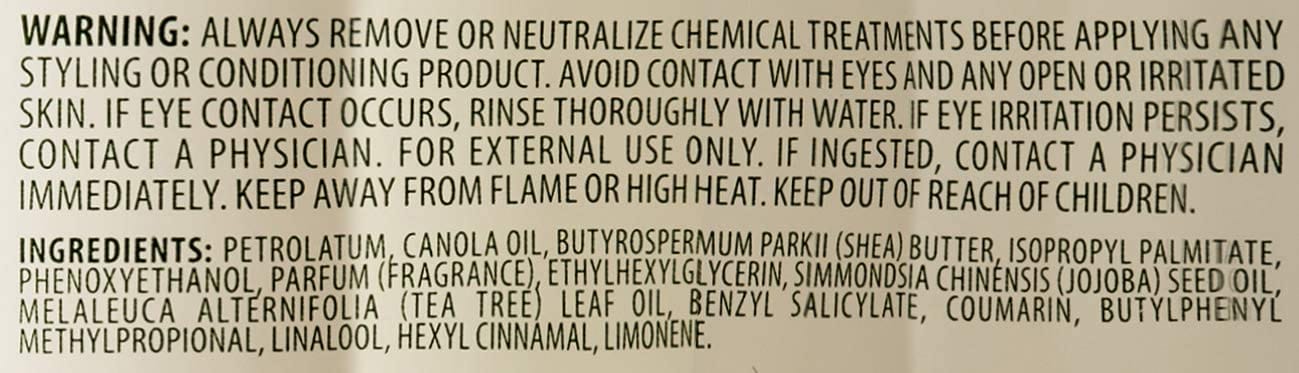 WARNING: ALWAYS REMOVE OR NEUTRALIZE CHEMICAL TREATMENTS BEFORE APPLYING ANY
STYLING OR CONDITIONING PRODUCT. AVOID CONTACT WITH EYES AND ANY OPEN OR IRRITATED
SKIN. IF EYE CONTACT OCCURS, RINSE THOROUGHLY WITH WATER. IF EYE IRRITATION PERSISTS,
CONTACT A PHYSICIAN. FOR EXTERNAL USE ONLY. IF INGESTED, CONTACT A PHYSICIAN
IMMEDIATELY. KEEP AWAY FROM FLAME OR HIGH HEAT. KEEP OUT OF REACH OF CHILDREN.
INGREDIENTS: PETROLATUM, CANOLA OIL, BUTYROSPERMUM PARKII (SHEA) BUTTER, ISOPROPYL PALMITATE,
PHENOXYETHANOL, PARFUM (FRAGRANCE), ETHYLHEXYLGLYCERIN, SIMMONDSIA CHINENSIS (JOJOBA) SEED OIL,
MELALEUCA ALTERNIFOLIA (TEA TREE) LEAF OIL, BENZYL SALICYLATE, COUMARIN, BUTYLPHENYL
METHYLPROPIONAL, LINALOOL, HEXYL CINNAMAL, LIMONENE.